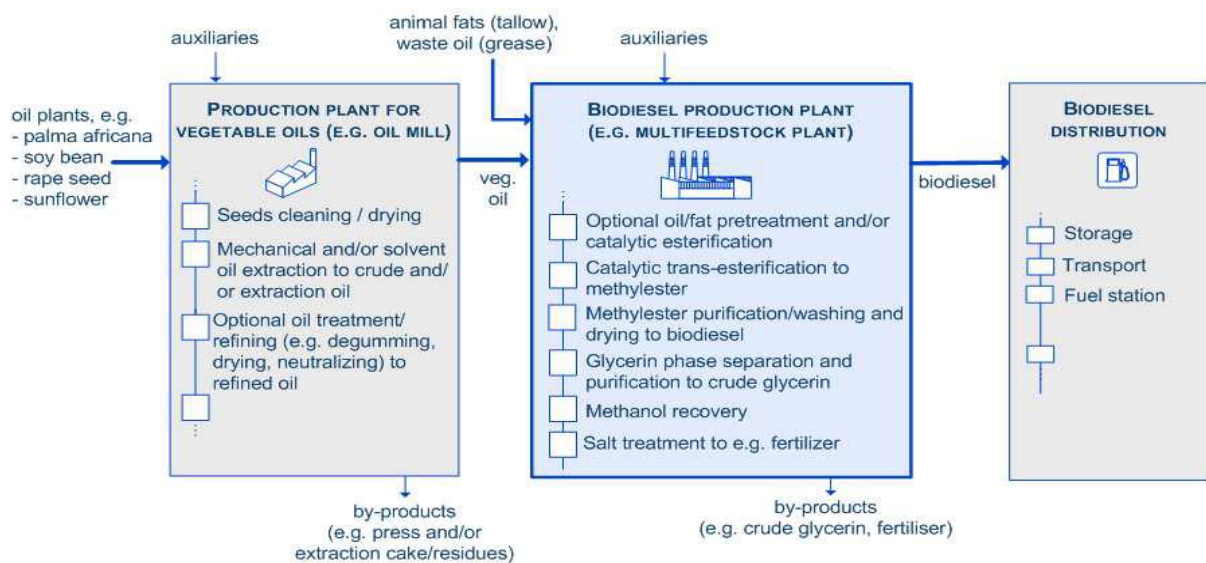 animal fats (tallow),
waste oil (grease)
auxiliaries
auxiliaries
oil plants, e.g.
- palma africana
- soy bean
- rape seed
- sunflower
PRODUCTION PLANT FOR
VEGETABLE OILS (E.G. OIL MILL)
Seeds cleaning / drying
Mechanical and/or solvent
oil extraction to crude and/
or extraction oil
Optional oil treatment/
refining (e.g. degumming,
drying, neutralizing) to
refined oil
by-products
(e.g. press and/or
extraction cake/residues)
veg.
oil
BIODIESEL PRODUCTION PLANT
(E.G. MULTIFEEDSTOCK PLANT)
Optional oil/fat pretreatment and/or
catalytic esterification
Catalytic trans-esterification to
methylester
Methylester purification/washing and
drying to biodiesel
Glycerin phase separation and
purification to crude glycerin
Methanol recovery
Salt treatment to e.g. fertilizer
by-products
(e.g. crude glycerin, fertiliser)
biodiesel
BIODIESEL
DISTRIBUTION
Storage
Transport
Fuel station